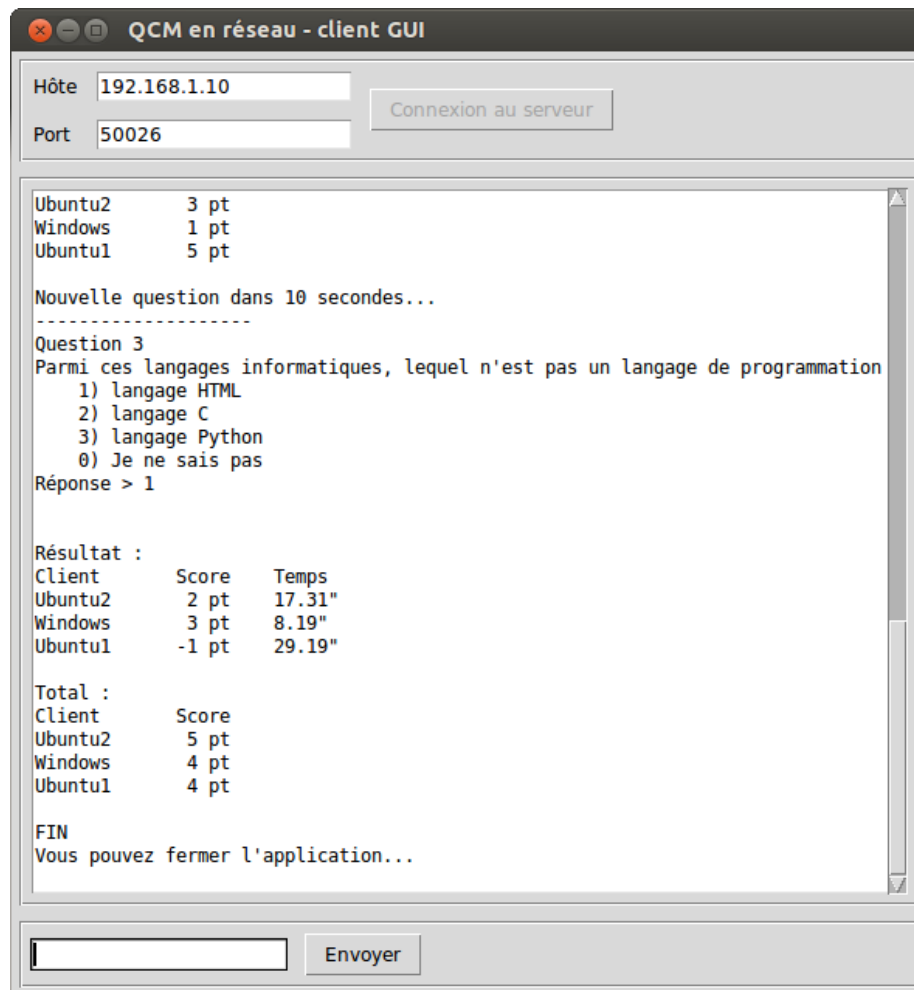 QCM en réseau - client GUI
Hôte 192.168.1.10
Connexion au serveur
Port 50026
Ubuntu2 3 pt
Windows 1 pt
Ubuntu1 5 pt
Nouvelle question dans 10 secondes...
--------------------
Question 3
Parmi ces langages informatiques, lequel n'est pas un langage de programmation
1) langage HTML
2) langage C
3) langage Python
0) Je ne sais pas
Réponse > 1
Résultat :
Client Score Temps
Ubuntu2 2 pt 17.31"
Windows 3 pt 8.19"
Ubuntu1 -1 pt 29.19"
Total :
Client Score
Ubuntu2 5 pt
Windows 4 pt
Ubuntu1 4 pt
FIN
Vous pouvez fermer l'application...
Envoyer